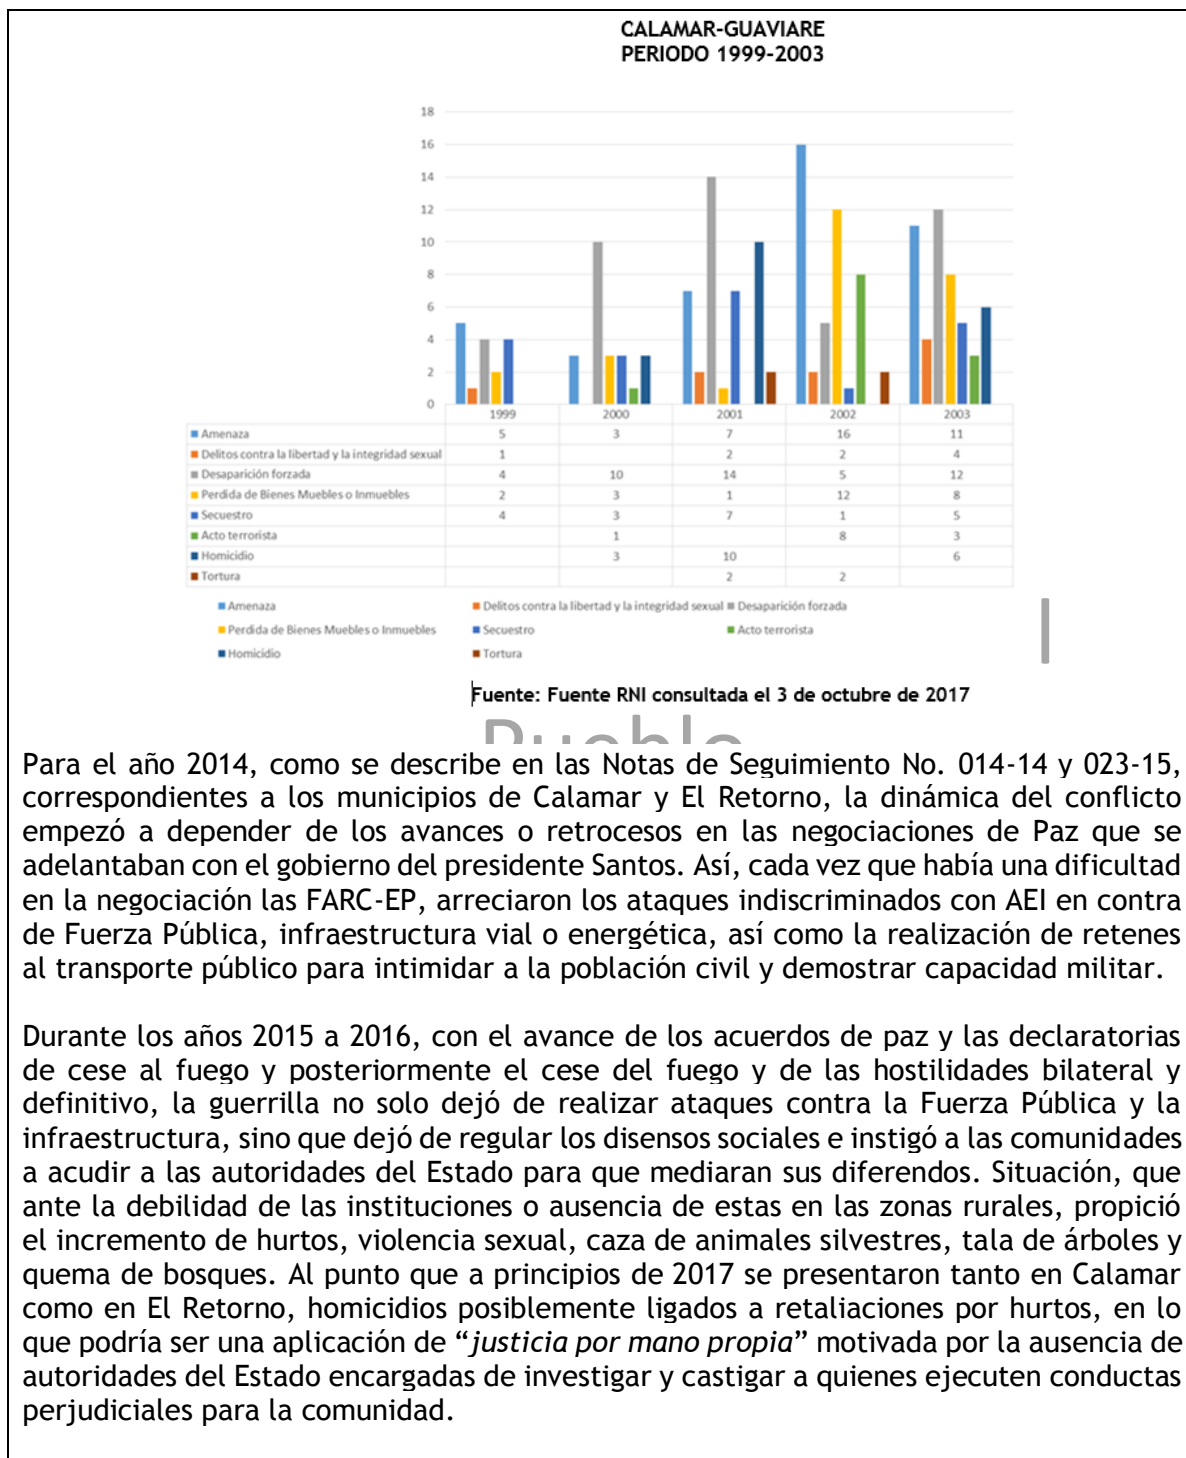 CALAMAR-GUAVIARE
PERIODO 1999-2003
18
16
14
12
10
8
6
4
2
0
1999 2000 2001 2002 2003
Amenaza 5 3 7 16 11
Delitos contra la libertad y la integridad sexual 1 2 2 4
Desaparición forzada 4 10 14 5 12
Perdida de Bienes Muebles o Inmuebles 2 3 1 12 8
Secuestro 4 3 7 1 5
Acto terrorista 1 8 3
Homicidio 3 10 6
Tortura 2 2
Amenaza Delitos contra la libertad y la integridad sexual Desaparición forzada
Perdida de Bienes Muebles o Inmuebles Secuestro Acto terrorista
Homicidio Tortura
Fuente: Fuente RNI consultada el 3 de octubre de 2017
Pueblo
Para el año 2014, como se describe en las Notas de Seguimiento No. 014-14 y 023-15,
correspondientes a los municipios de Calamar y El Retorno, la dinámica del conflicto
empezó a depender de los avances o retrocesos en las negociaciones de Paz que se
adelantaban con el gobierno del presidente Santos. Así, cada vez que había una dificultad
en la negociación las FARC-EP, arreciaron los ataques indiscriminados con AEI en contra
de Fuerza Pública, infraestructura vial o energética, así como la realización de retenes
al transporte público para intimidar a la población civil y demostrar capacidad militar.
Durante los años 2015 a 2016, con el avance de los acuerdos de paz y las declaratorias
de cese al fuego y posteriormente el cese del fuego y de las hostilidades bilateral y
definitivo, la guerrilla no solo dejó de realizar ataques contra la Fuerza Pública y la
infraestructura, sino que dejó de regular los disensos sociales e instigó a las comunidades
a acudir a las autoridades del Estado para que mediaran sus diferendos. Situación, que
ante la debilidad de las instituciones o ausencia de estas en las zonas rurales, propició
el incremento de hurtos, violencia sexual, caza de animales silvestres, tala de árboles y
quema de bosques. Al punto que a principios de 2017 se presentaron tanto en Calamar
como en El Retorno, homicidios posiblemente ligados a retaliaciones por hurtos, en lo
que podría ser una aplicación de “justicia por mano propia” motivada por la ausencia de
autoridades del Estado encargadas de investigar y castigar a quienes ejecuten conductas
perjudiciales para la comunidad.